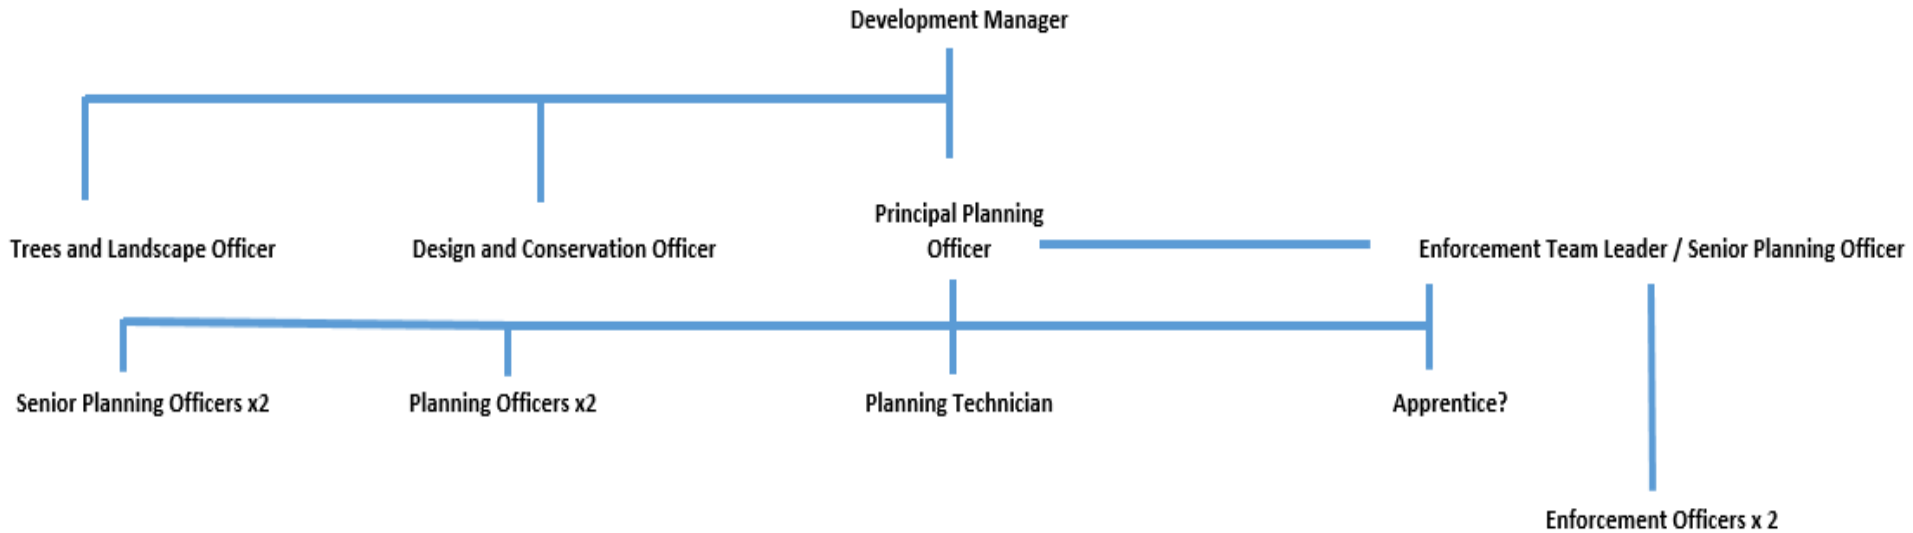 Development Manager
Principal Planning
Trees and Landscape Officer
Design and Conservation Officer
Officer
Enforcement Team Leader / Senior Planning Officer
Senior Planning Officers x2
Planning Officers x2
Planning Technician
Apprentice?
Enforcement Officers x 2